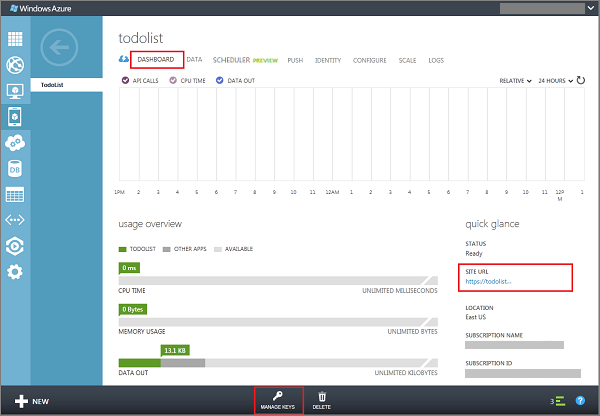 Windows Azure
todolist
DASHBOARD DATA SCHEDULER PREVIEW PUSH IDENTITY CONFIGURE SCALE LOGS
TodoList
API CALLS CPU TIME DATA OUT RELATIVE 24 HOURS
1PM 2 3 4 5 6 7 8 9 10 11 12AM 1 2 3 4 5 6 7 8 9 10 11 12PM 1
usage overview
TODOLIST OTHER APPS AVAILABLE
0 ms
CPU TIME UNLIMITED MILLISECONDS
0 Bytes
MEMORY USAGE UNLIMITED BYTES
13.1 KB
DATA OUT UNLIMITED KILOBYTES
quick glance
STATUS
Ready
SITE URL
https://todolist...
LOCATION
East US
SUBSCRIPTION NAME
SUBSCRIPTION ID
DB
NEW
MANAGE KEYS
DELETE
3
?